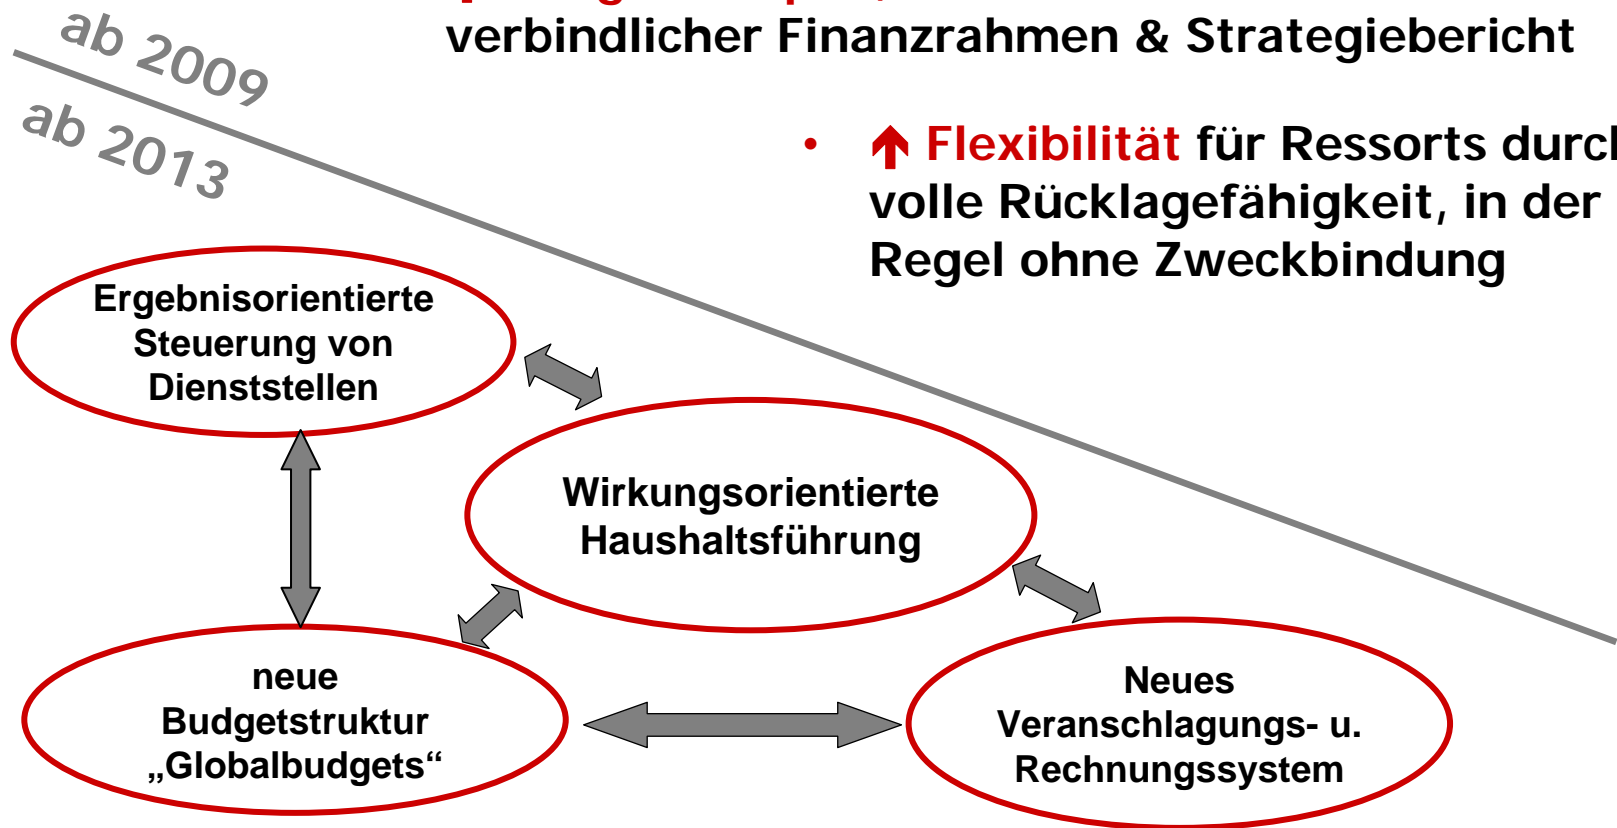 verbindlicher Finanzrahmen & Strategiebericht
ab 2009
ab 2013
• ↑ Flexibilität für Ressorts
volle Rücklagefähigkeit, in der
Regel ohne Zweckbindung
Ergebnisorientierte
Steuerung von
Dienststellen
Wirkungsorientierte
Haushaltsführung
neue
Budgetstruktur
„Globalbudgets“
Neues
Veranschlagungs- u.
Rechnungssystem